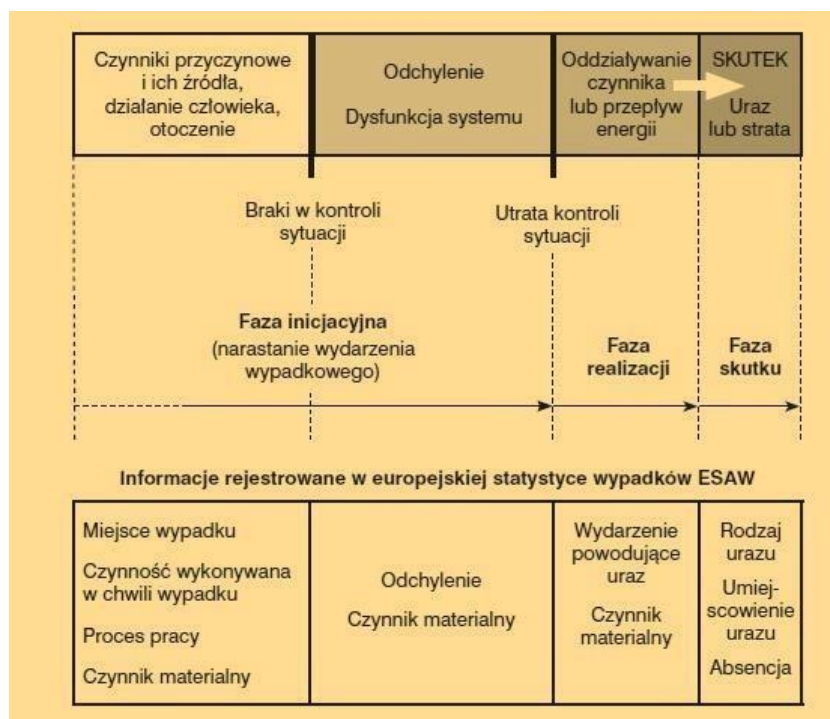 Czynniki przyczynowe
i ich źródła,
działanie człowieka,
otoczenie
Odchylenie
Dysfunkcja systemu
Oddziaływanie
czynnika
lub przepływ
energii
SKUTEK
Uraz
lub strata
Braki w kontroli
sytuacji
Utrata kontroli
sytuacji
Faza inicjacyjna
(narastanie wydarzenia
wypadkowego)
Faza
realizacji
Faza
skutku
Informacje rejestrowane w europejskiej statystyce wypadków ESAW
Miejsce wypadku
Czynność wykonywana
w chwili wypadku
Proces pracy
Czynnik materialny
Odchylenie
Czynnik materialny
Wydarzenie
powodujące
uraz
Czynnik
materialny
Rodzaj
urazu
Umiej-
scowienie
urazu
Absencja